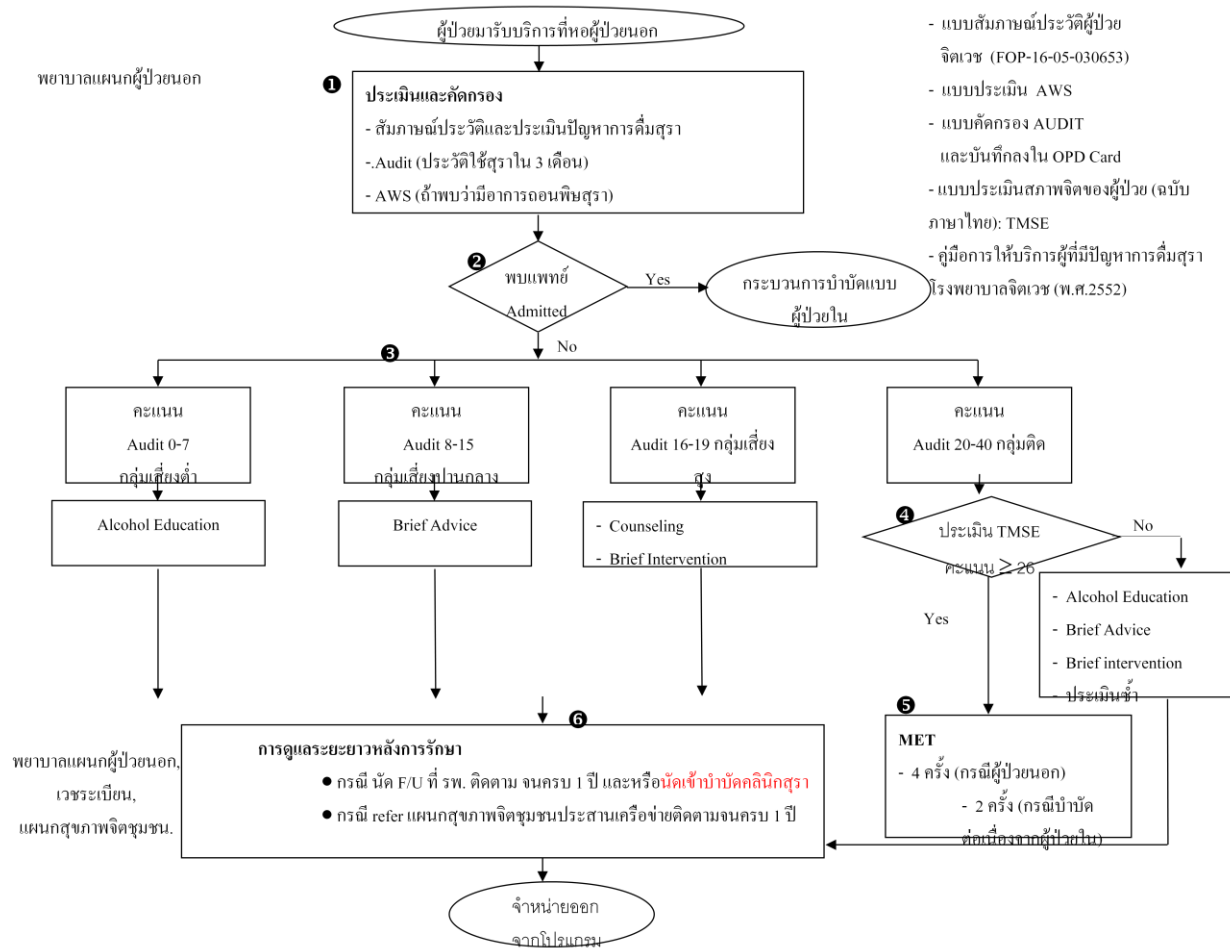 ผู้ป่วยมารับบริการที่หอผู้ป่วยนอก
พยาบาลแผนกผู้ป่วยนอก
❶
ประเมินและคัดกรอง
- สัมภาษณ์ประวัติและประเมินปัญหาการดื่มสุรา
-.Audit (ประวัติใช้สุราใน 3 เดือน)
- AWS (ถ้าพบว่ามีอาการถอนพิษสุรา)
- แบบสัมภาษณ์ประวัติผู้ป่วย
จิตเวช (FOP-16-05-030653)
- แบบประเมิน AWS
- แบบคัดกรอง AUDIT
และบันทึกลงใน OPD Card
- แบบประเมินสภาพจิตของผู้ป่วย (ฉบับ
ภาษาไทย): TMSE
- คู่มือการให้บริการผู้ที่มีปัญหาการดื่มสุรา
โรงพยาบาลจิตเวช (พ.ศ.2552)
❷
พบแพทย์
Admitted
Yes
กระบวนการบำบัดแบบ
ผู้ป่วยใน
No
❸
คะแนน
Audit 0-7
กลุ่มเสี่ยงต่ำ
คะแนน
Audit 8-15
กลุ่มเสี่ยงปานกลาง
คะแนน
Audit 16-19 กลุ่มเสี่ยง
สูง
คะแนน
Audit 20-40 กลุ่มติด
Alcohol Education
Brief Advice
- Counseling
- Brief Intervention
❹
ประเมิน TMSE
คะแนน ≥ 26
No
Yes
- Alcohol Education
- Brief Advice
- Brief intervention
- ประเมินซ้ำ
❺
MET
- 4 ครั้ง (กรณีผู้ป่วยนอก)
- 2 ครั้ง (กรณีบำบัด
ต่อเนื่องจากผู้ป่วยใน)
❻
พยาบาลแผนกผู้ป่วยนอก,
เวชระเบียน,
แผนกสุขภาพจิตชุมชน.
การดูแลระยะยาวหลังการรักษา
● กรณี นัด F/U ที่ รพ. ติดตาม จนครบ 1 ปี และหรือนัดเข้าบำบัดคลินิกสุรา
● กรณี refer แผนกสุขภาพจิตชุมชนประสานเครือข่ายติดตามจนครบ 1 ปี
จำหน่ายออก
จากโปรแกรม